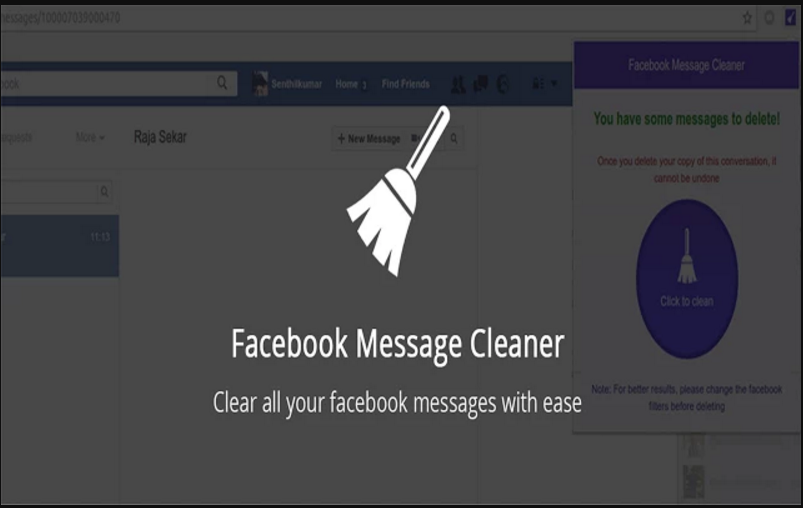 messages/100007039000470
Facebook Message Cleaner
Senthilkumar Home 3 Find Friends
You have some messages to delete!
More
Raja Sekar
+ New Message
Once you delete your copy of this conversation, it
cannot be undone
11:13
Click to clean
Facebook Message Cleaner
Clear all your facebook messages with ease
Note: For better results, please change the facebook
filters before deleting